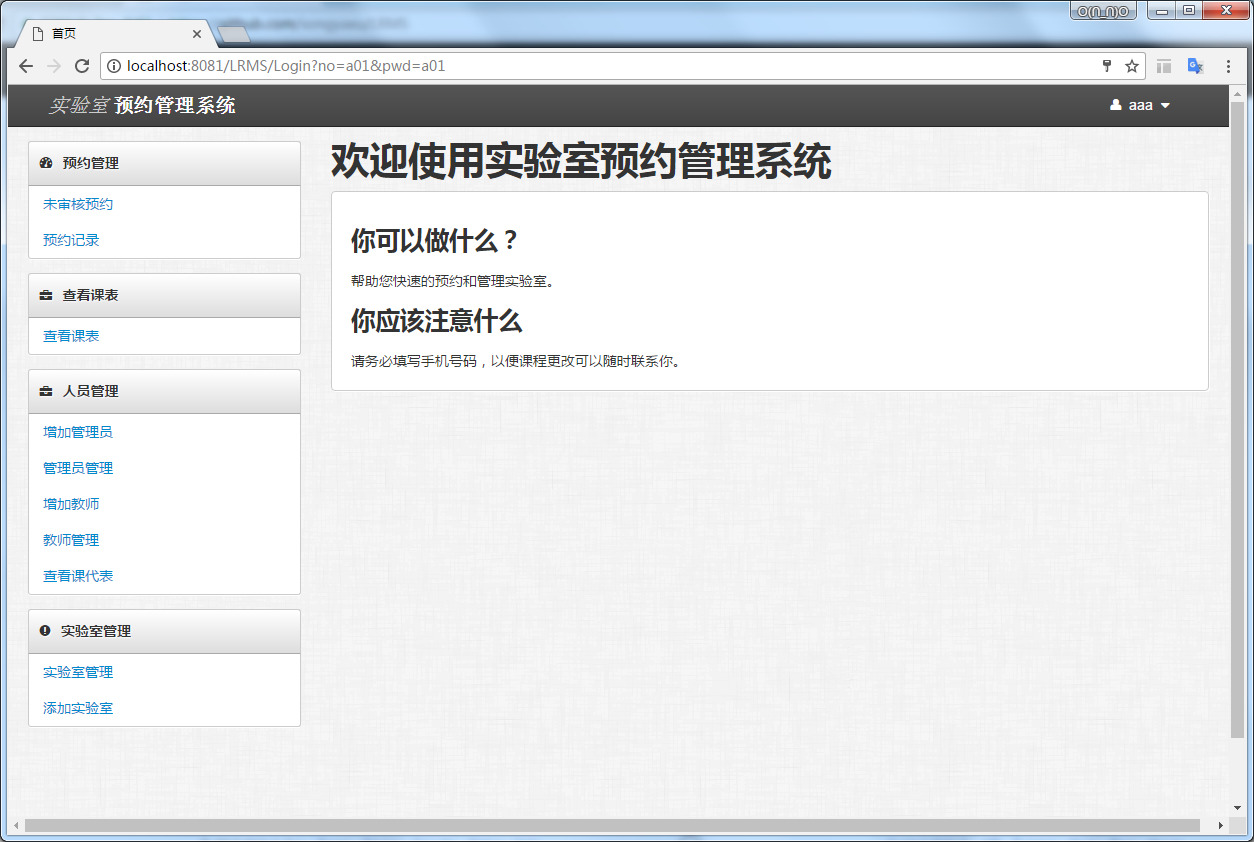 O(∩_∩)O
首页
localhost:8081/LRMS/Login?no=a01&pwd=a01
实验室 预约管理系统
aaa
预约管理
未审核预约
预约记录
查看课表
查看课表
人员管理
增加管理员
管理员管理
增加教师
教师管理
查看课代表
实验室管理
实验室管理
添加实验室
欢迎使用实验室预约管理系统
你可以做什么？
帮助您快速的预约和管理实验室。
你应该注意什么
请务必填写手机号码，以便课程更改可以随时联系你。